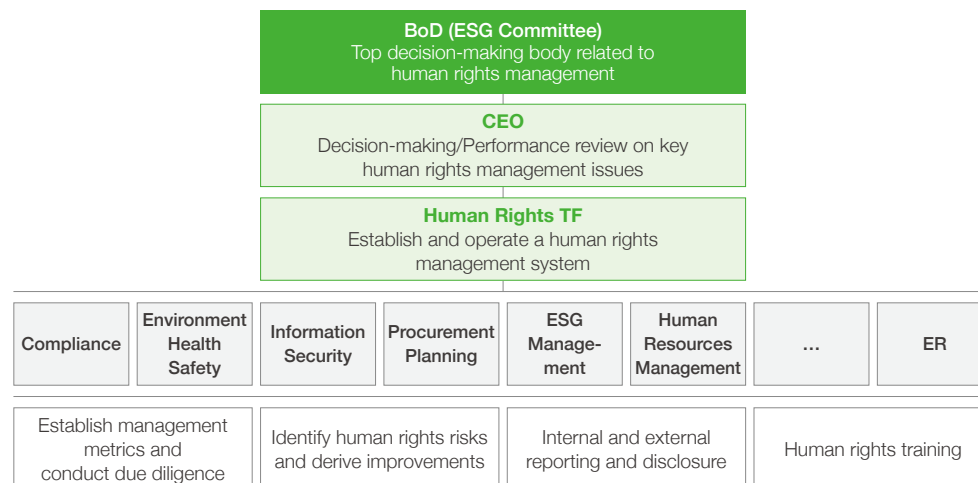 BoD (ESG Committee)
Top decision-making body related to
human rights management
CEO
Decision-making/Performance review on key
human rights management issues
Human Rights TF
Establish and operate a human rights
management system
Compliance
Environment
Health
Safety
Information
Security
Procurement
Planning
ESG
Manage-
ment
Human
Resources
Management
...
ER
Establish management
metrics and
conduct due diligence
Identify human rights risks
and derive improvements
Internal and external
reporting and disclosure
Human rights training